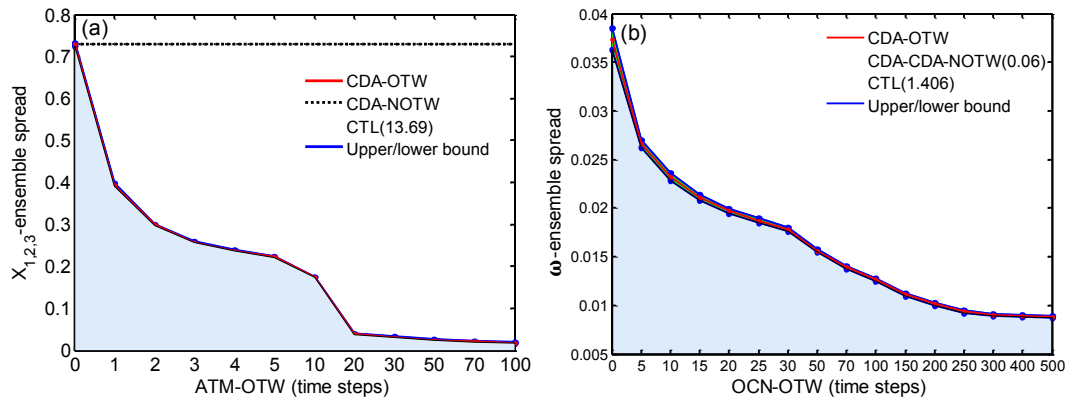 (a)
X1,2,3-ensemble spread
0.8
0.7
0.6
0.5
0.4
0.3
0.2
0.1
0
CDA-OTW
CDA-NOTW
CTL(13.69)
Upper/lower bound
0 1 2 3 4 5 10 20 30 50 70 100
ATM-OTW (time steps)
(b)
ω-ensemble spread
0.04
0.035
0.03
0.025
0.02
0.015
0.01
0.005
CDA-OTW
CDA-CDA-NOTW(0.06)
CTL(1.406)
Upper/lower bound
0 5 10 15 20 25 30 50 70 100 150 200 250 300 400 500
OCN-OTW (time steps)